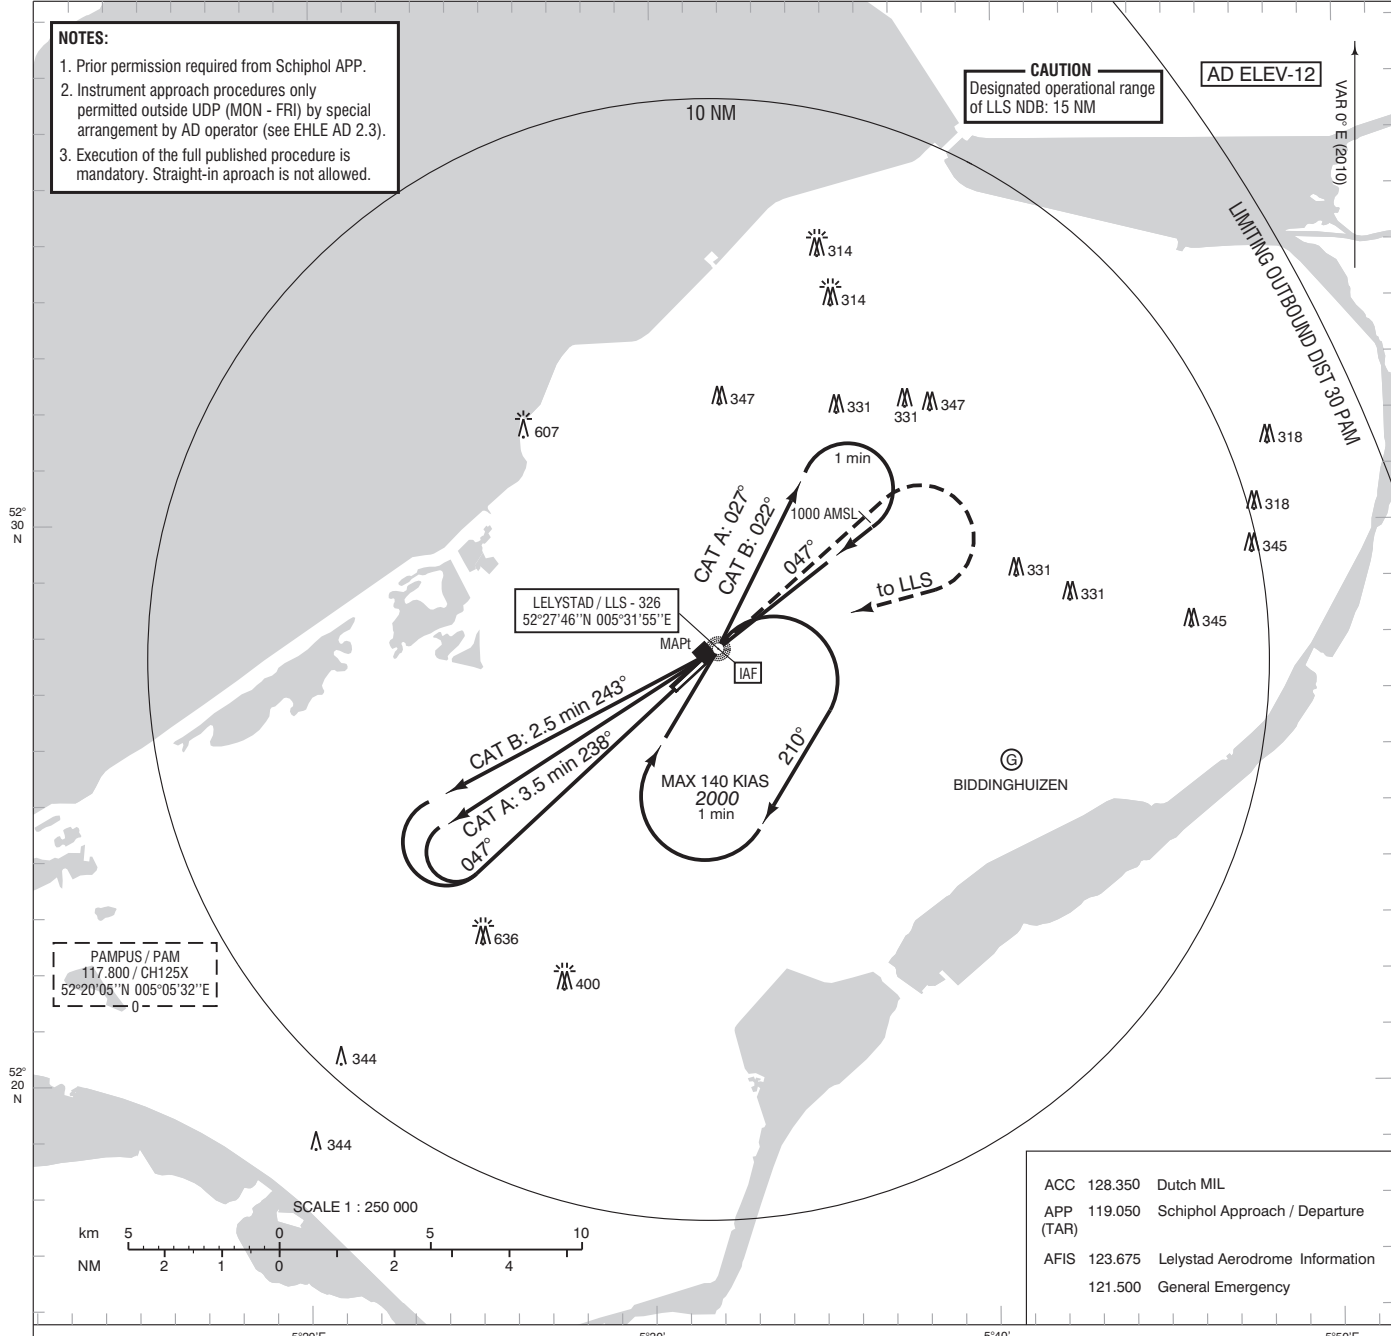 NOTES:
1. Prior permission required from Schiphol APP.
2. Instrument approach procedures only
permitted outside UDP (MON - FRI) by special
arrangement by AD operator (see EHLE AD 2.3).
3. Execution of the full published procedure is
mandatory. Straight-in aproach is not allowed.
CAUTION
Designated operational range
of LLS NDB: 15 NM
AD ELEV-12
VAR 0° E (2010)
10 NM
LIMITING OUTBOUND DIST 30 PAM
314
314
347
331
331
347
607
318
318
345
1 min
1000 AMSL
CAT A: 027°
CAT B: 022°
047°
to LLS
331
331
345
52°
30
N
LELYSTAD / LLS - 326
52°27'46''N 005°31'55''E
MAPt
IAF
CAT B: 2.5 min 243°
CAT A: 3.5 min 238°
047°
210°
MAX 140 KIAS
2000
1 min
G
BIDDINGHUIZEN
636
400
PAMPUS / PAM
117.800 / CH125X
52°20'05''N 005°05'32''E
0
344
52°
20
N
344
SCALE 1 : 250 000
km 5 0 5 10
NM 2 1 0 2 4
ACC 128.350 Dutch MIL
APP 119.050 Schiphol Approach / Departure
(TAR)
AFIS 123.675 Lelystad Aerodrome Information
121.500 General Emergency